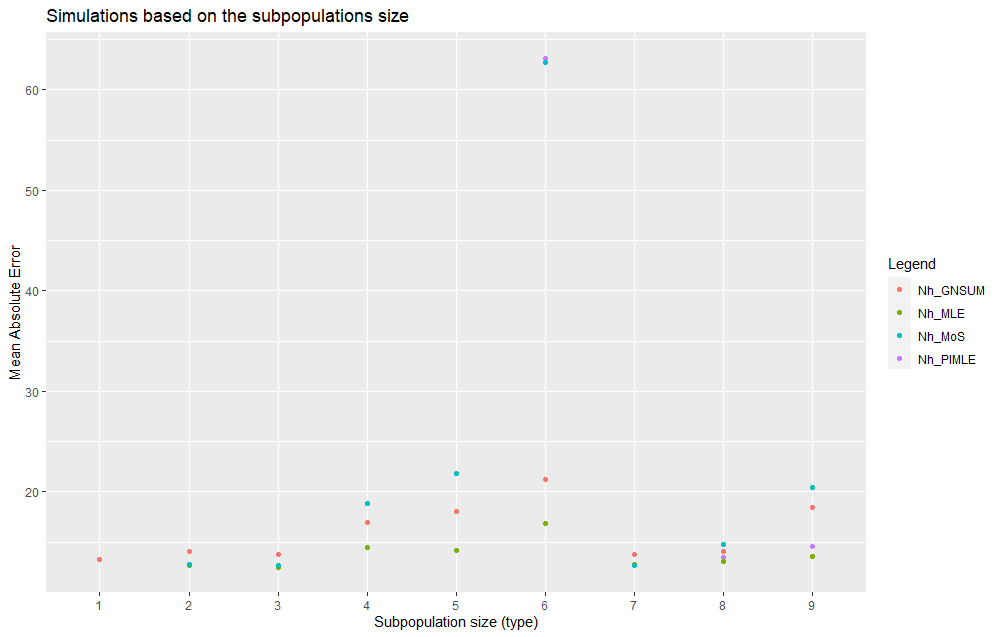 Simulations based on the subpopulations size
Mean Absolute Error
60
50
40
30
20
1 2 3 4 5 6 7 8 9
Subpopulation size (type)
Legend
Nh_GNSUM
Nh_MLE
Nh_MoS
Nh_PIMLE